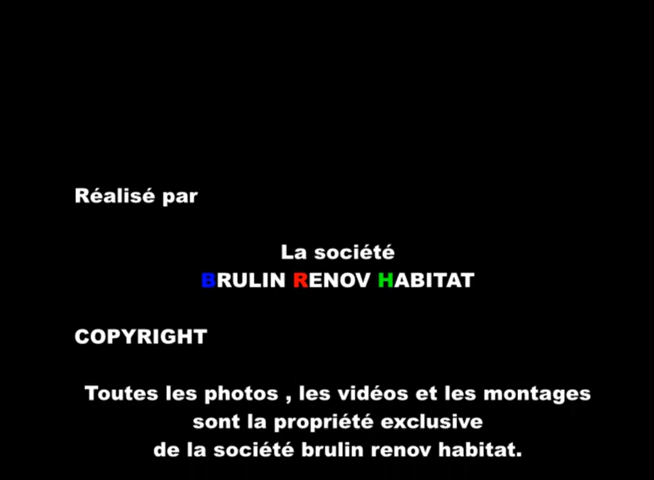 Réalisé par
La société
BRULIN RENOV HABITAT
COPYRIGHT
Toutes les photos , les vidéos et les montages
sont la propriété exclusive
de la société brulin renov habitat.